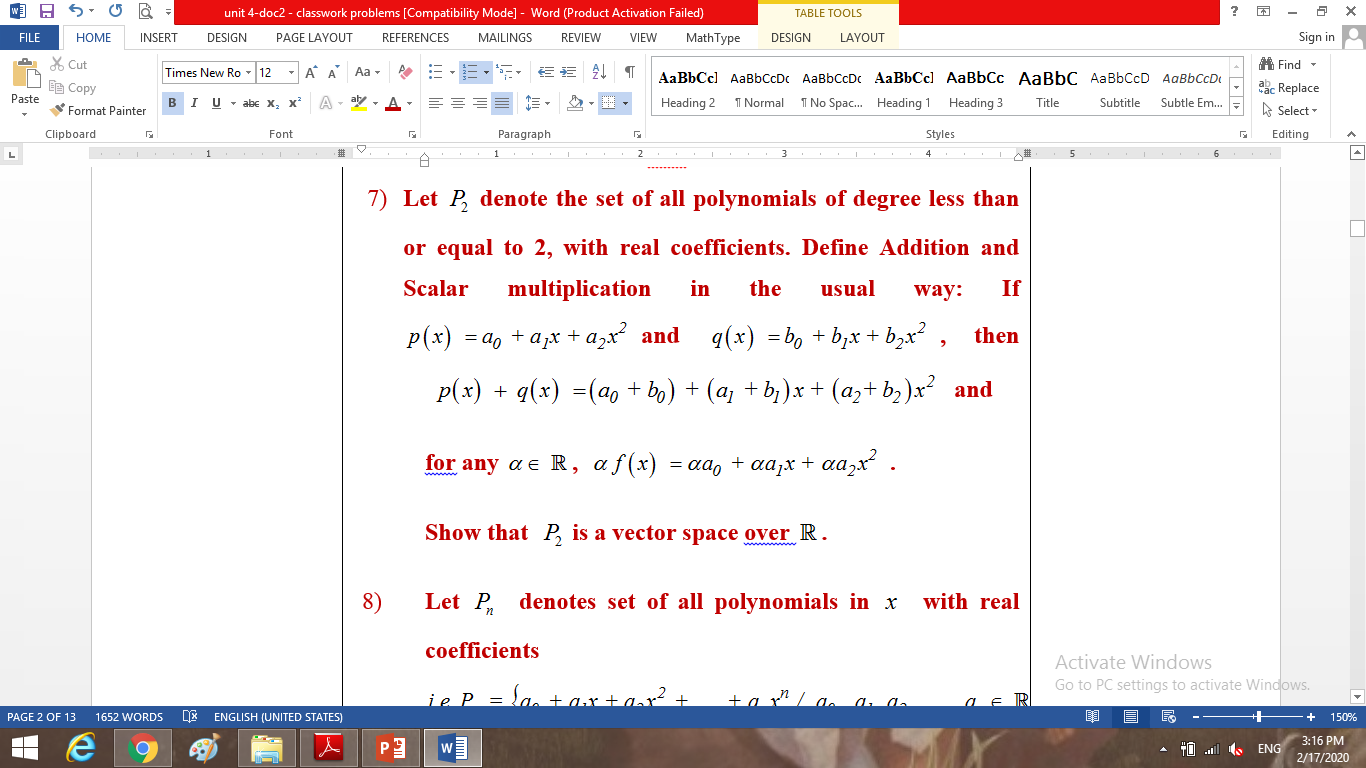 unit 4-doc2 - classwork problems [Compatibility Mode] - Word (Product Activation Failed)
TABLE TOOLS
FILE HOME INSERT DESIGN PAGE LAYOUT REFERENCES MAILINGS REVIEW VIEW MathType DESIGN LAYOUT Sign in
Paste
Cut
Copy
Format Painter
Clipboard
Times New Ro 12
Font
Paragraph
AaBbCcI AaBbCcDc AaBbCcDc AaBbCcI AaBbCc AaBbC AaBbCcD AaBbCcDc
Heading 2 ¶ Normal ¶ No Spac... Heading 1 Heading 3 Title Subtitle Subtle Em...
Styles
Find
Replace
Select
Editing
1 1 2 3 4 5 6
7) Let P₂ denote the set of all polynomials of degree less than
or equal to 2, with real coefficients. Define Addition and
Scalar multiplication in the usual way: If
p(x) = a₀ + a₁x + a₂x² and q(x) = b₀ + b₁x + b₂x² , then
p(x) + q(x) = (a₀ + b₀) + (a₁ + b₁)x + (a₂ + b₂)x² and
for any α ∈ ℝ, α f(x) = αa₀ + αa₁x + αa₂x² .
Show that P₂ is a vector space over ℝ.
8) Let Pₙ denotes set of all polynomials in x with real
coefficients
Activate Windows
Go to PC settings to activate Windows.
PAGE 2 OF 13 1652 WORDS ENGLISH (UNITED STATES) 150%
ENG
3:16 PM
2/17/2020